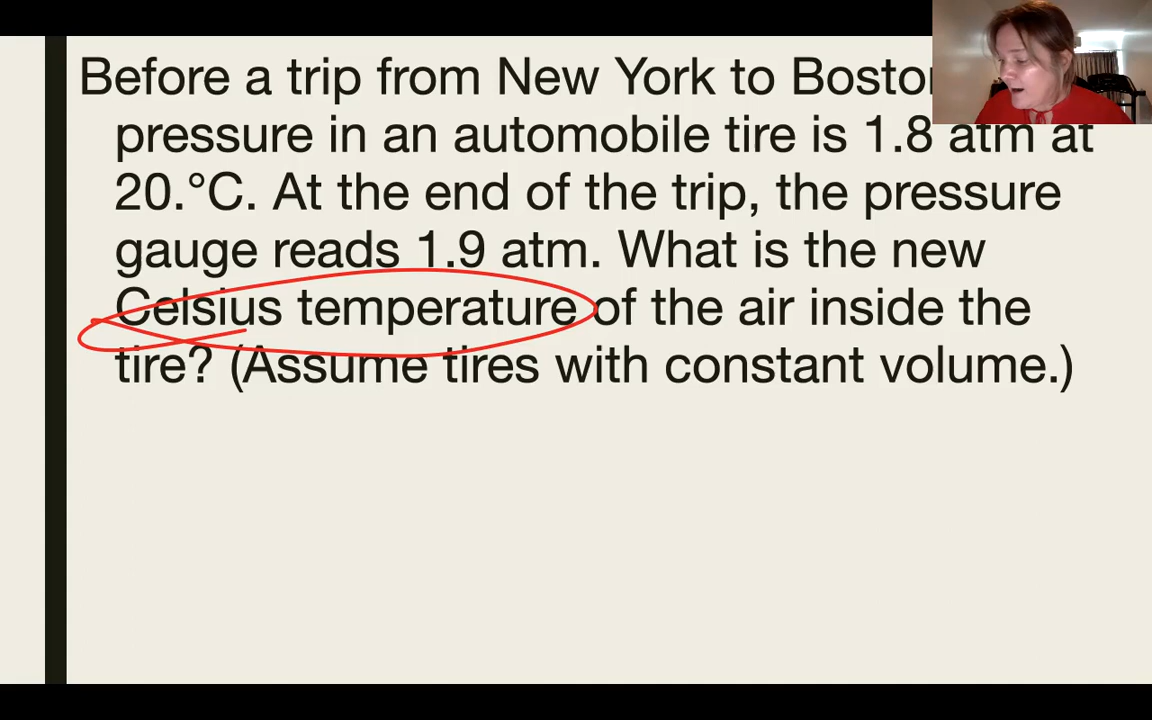 Before a trip from New York to Bosto
pressure in an automobile tire is 1.8 atm at
20.°C. At the end of the trip, the pressure
gauge reads 1.9 atm. What is the new
Celsius temperature of the air inside the
tire? (Assume tires with constant volume.)